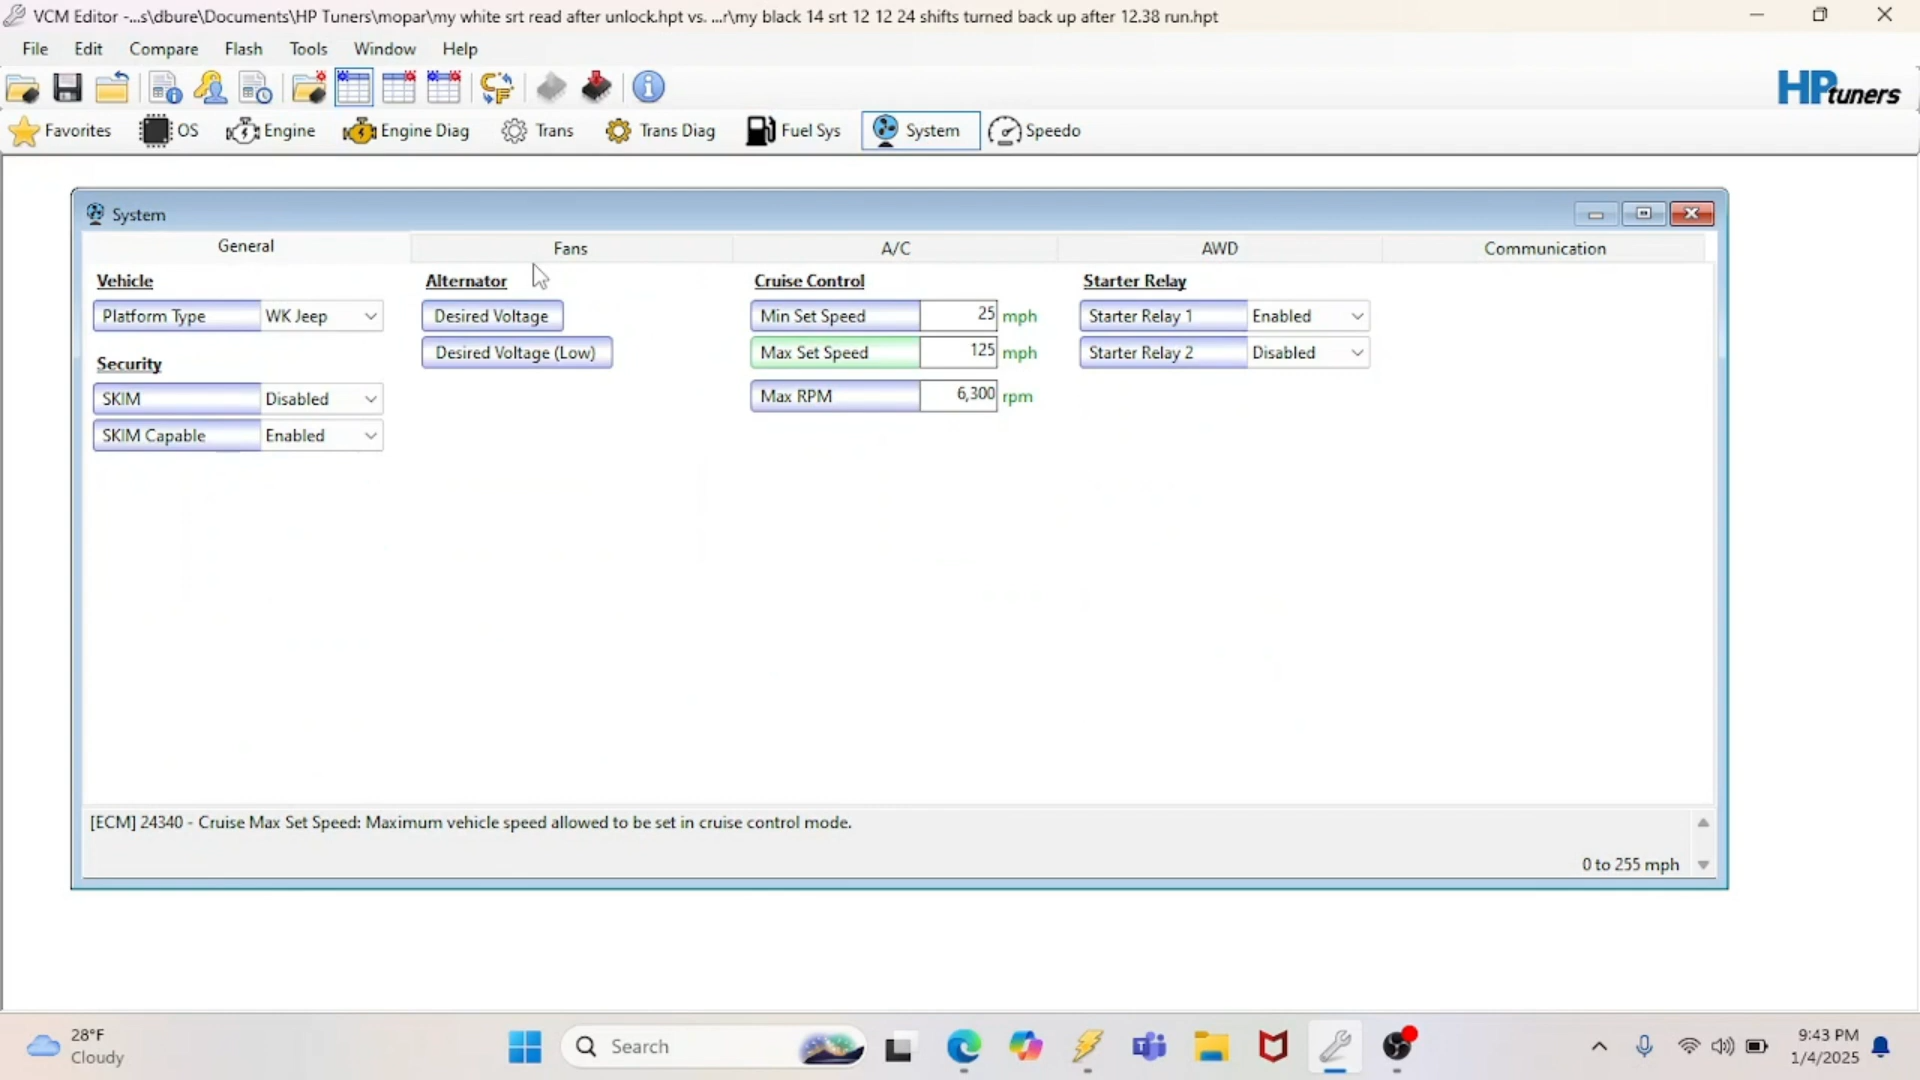 VCM Editor -...s\dbure\Documents\HP Tuners\mopar\my white srt read after unlock.hpt vs. ...r\my black 14 srt 12 12 24 shifts turned back up after 12.38 run.hpt
File Edit Compare Flash Tools Window Help
HPtuners
Favorites OS Engine Engine Diag Trans Trans Diag Fuel Sys System Speedo
System
General Fans A/C AWD Communication
Vehicle Alternator Cruise Control Starter Relay
Platform Type WK Jeep Desired Voltage Min Set Speed 25 mph Starter Relay 1 Enabled
Desired Voltage (Low) Max Set Speed 125 mph Starter Relay 2 Disabled
Security
SKIM Disabled Max RPM 6,300 rpm
SKIM Capable Enabled
[ECM] 24340 - Cruise Max Set Speed: Maximum vehicle speed allowed to be set in cruise control mode.
0 to 255 mph
28°F
Cloudy
Search
9:43 PM
1/4/2025